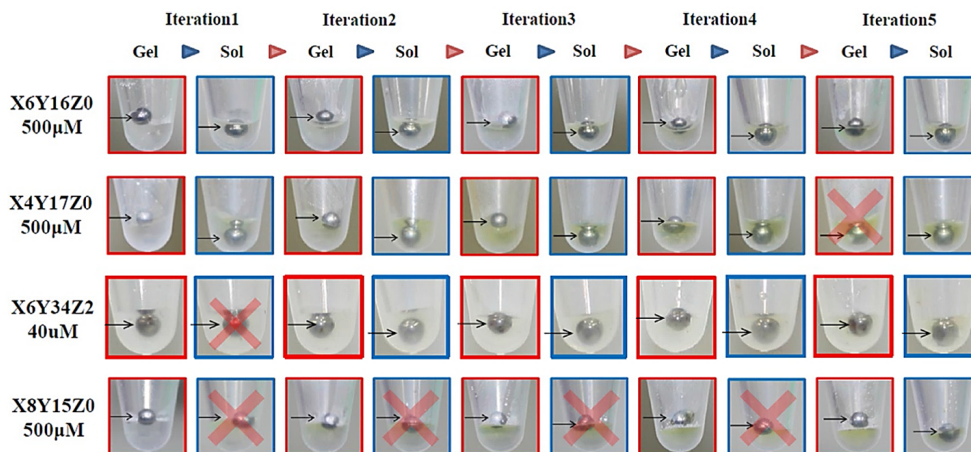 Iteration1 Iteration2 Iteration3 Iteration4 Iteration5
Gel Sol Gel Sol Gel Sol Gel Sol Gel Sol
X6Y16Z0
500µM
X4Y17Z0
500µM
X6Y34Z2
40uM
X8Y15Z0
500µM